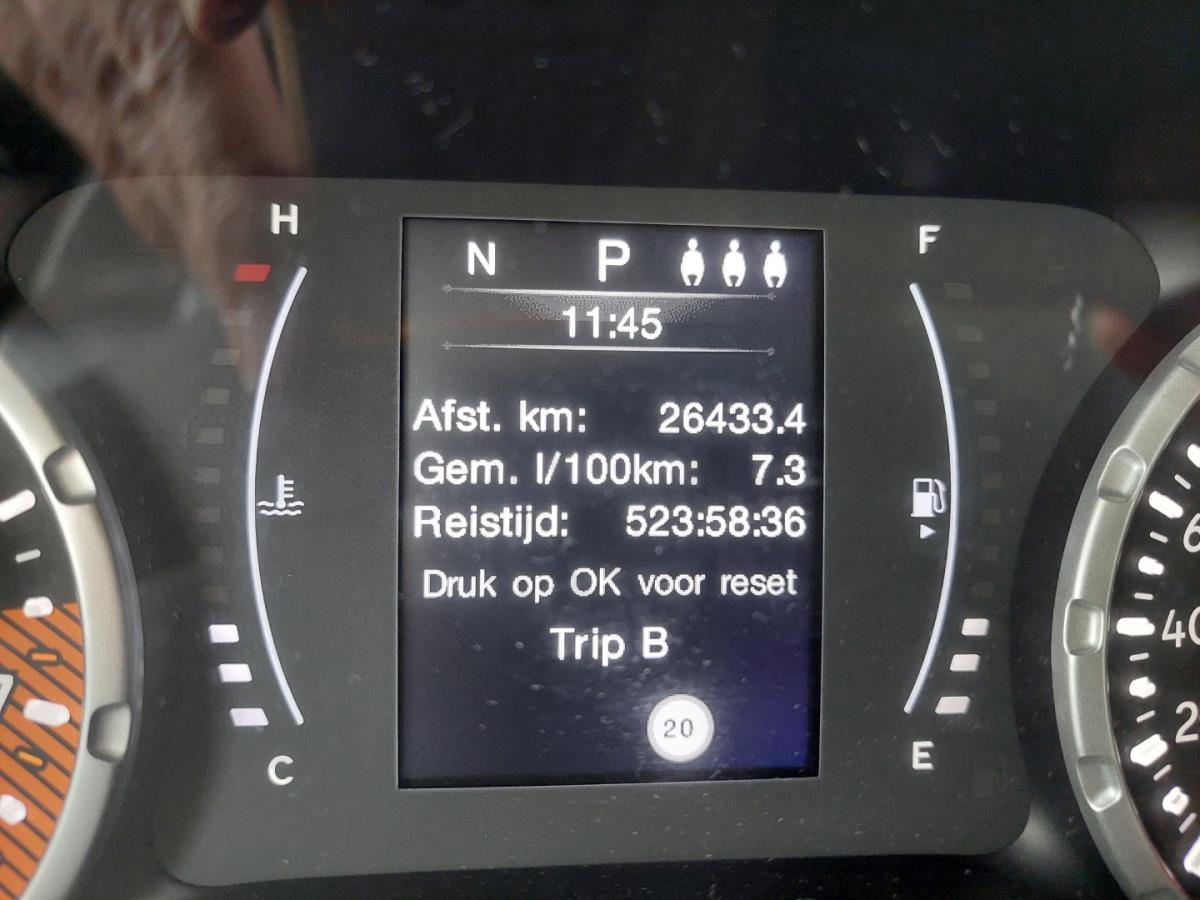 H
F
N P
11:45
Afst. km: 26433.4
Gem. l/100km: 7.3
Reistijd: 523:58:36
Druk op OK voor reset
Trip B
20
C
E
7